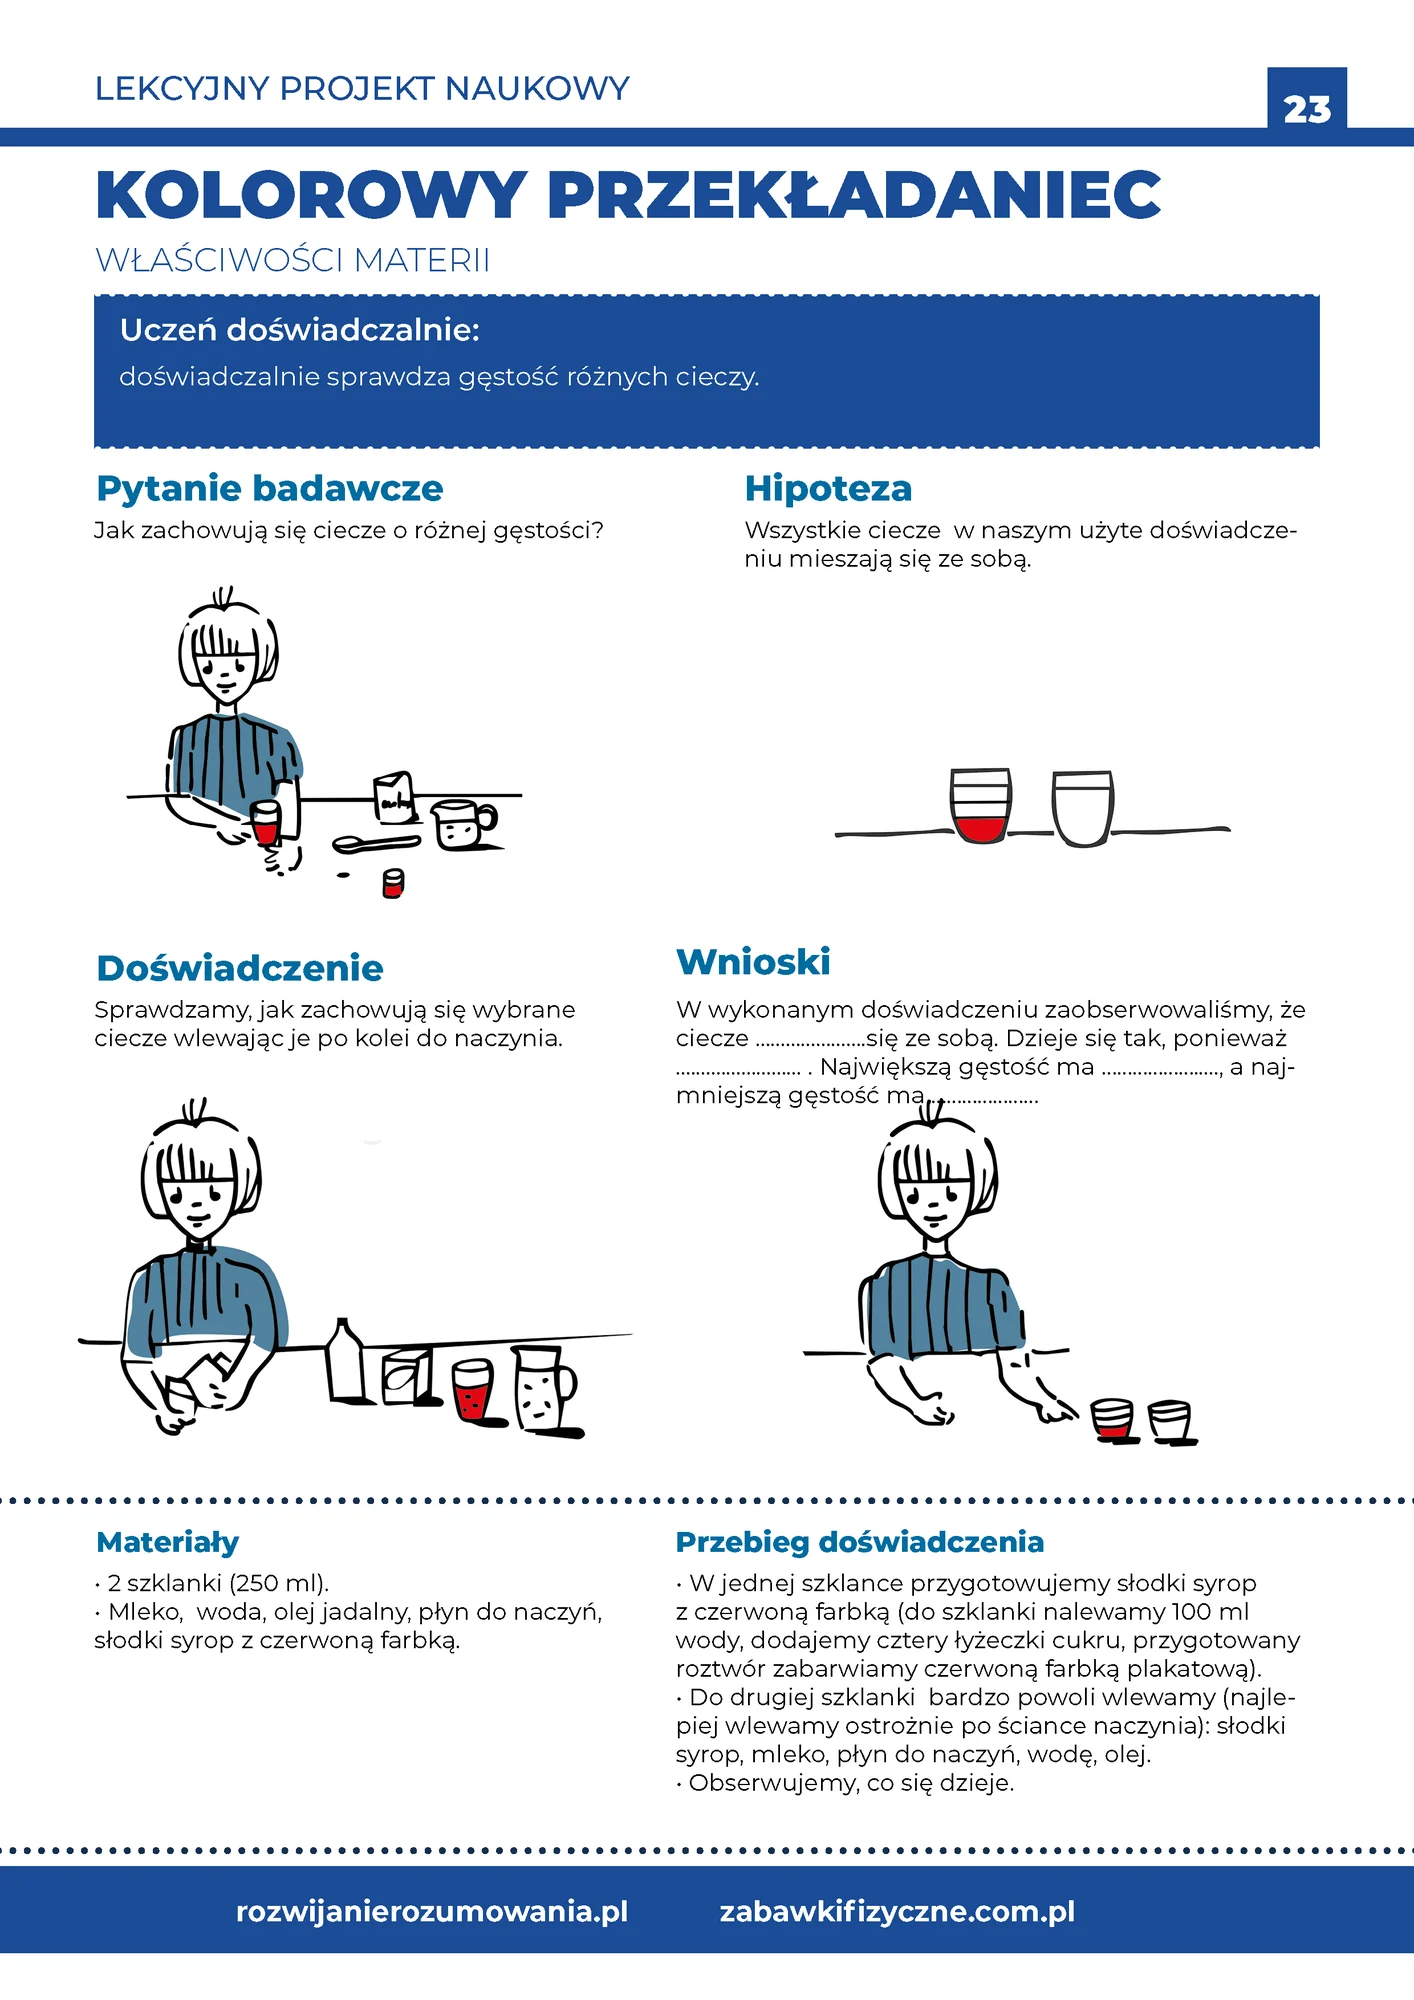 LEKCYJNY PROJEKT NAUKOWY
23
KOLOROWY PRZEKŁADANIEC
WŁAŚCIWOŚCI MATERII
Uczeń doświadczalnie:
doświadczalnie sprawdza gęstość różnych cieczy.
Pytanie badawcze
Jak zachowują się ciecze o różnej gęstości?
Hipoteza
Wszystkie ciecze  w naszym użyte doświadcze-
niu mieszają się ze sobą.
Doświadczenie
Sprawdzamy, jak zachowują się wybrane
ciecze wlewając je po kolei do naczynia.
Wnioski
W wykonanym doświadczeniu zaobserwowaliśmy, że
ciecze ......................się ze sobą. Dzieje się tak, ponieważ
......................... . Największą gęstość ma ......................., a naj-
mniejszą gęstość ma.......................
Materiały
• 2 szklanki (250 ml).
• Mleko,  woda, olej jadalny, płyn do naczyń,
słodki syrop z czerwoną farbką.
Przebieg doświadczenia
• W jednej szklance przygotowujemy słodki syrop
z czerwoną farbką (do szklanki nalewamy 100 ml
wody, dodajemy cztery łyżeczki cukru, przygotowany
roztwór zabarwiamy czerwoną farbką plakatową).
• Do drugiej szklanki  bardzo powoli wlewamy (najle-
piej wlewamy ostrożnie po ściance naczynia): słodki
syrop, mleko, płyn do naczyń, wodę, olej.
• Obserwujemy, co się dzieje.
rozwijanierozumowania.pl
zabawkifizyczne.com.pl